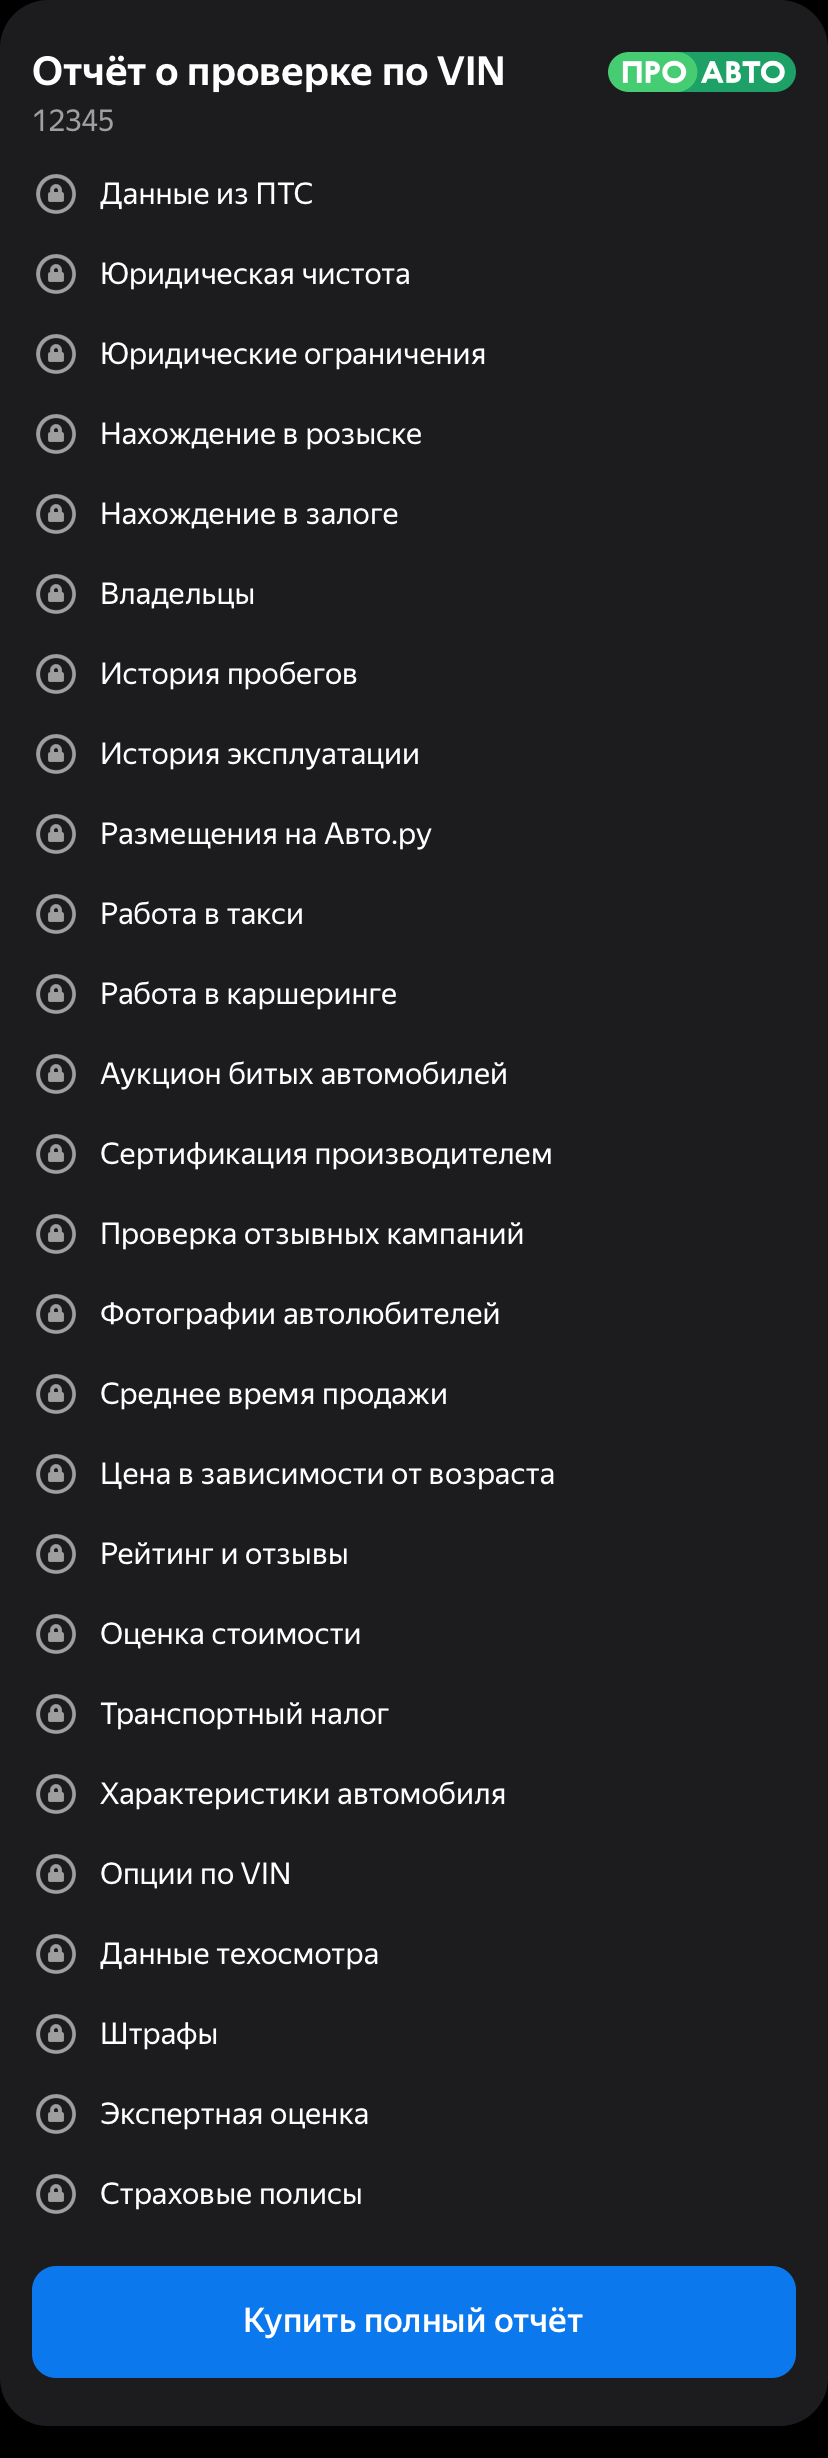 Отчёт о проверке по VIN
ПРО АВТО
12345
Данные из ПТС
Юридическая чистота
Юридические ограничения
Нахождение в розыске
Нахождение в залоге
Владельцы
История пробегов
История эксплуатации
Размещения на Авто.ру
Работа в такси
Работа в каршеринге
Аукцион битых автомобилей
Сертификация производителем
Проверка отзывных кампаний
Фотографии автолюбителей
Среднее время продажи
Цена в зависимости от возраста
Рейтинг и отзывы
Оценка стоимости
Транспортный налог
Характеристики автомобиля
Опции по VIN
Данные техосмотра
Штрафы
Экспертная оценка
Страховые полисы
Купить полный отчёт